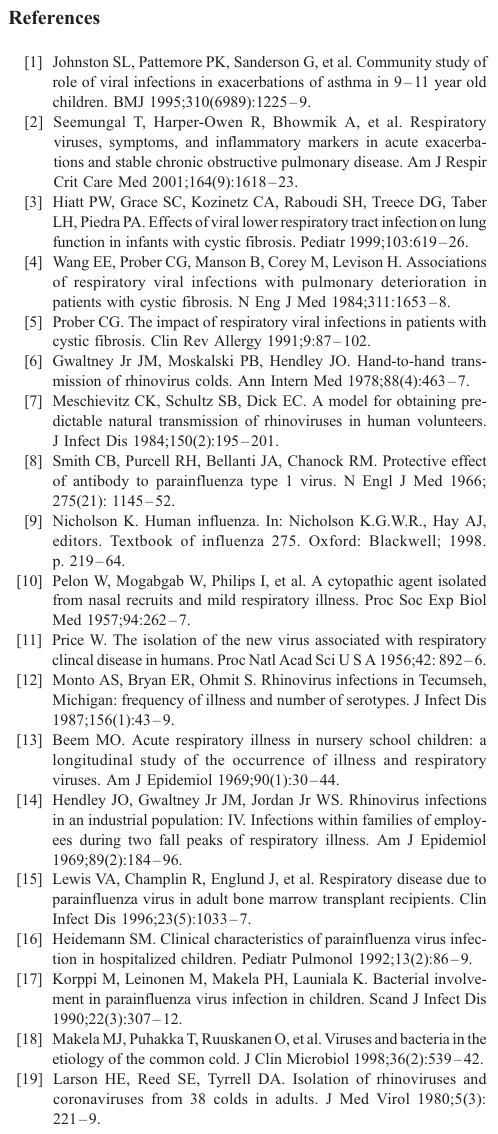 References
[1] Johnston SL, Pattemore PK, Sanderson G, et al. Community study of
role of viral infections in exacerbations of asthma in 9–11 year old
children. BMJ 1995;310(6989):1225–9.
[2] Seemungal T, Harper-Owen R, Bhowmik A, et al. Respiratory
viruses, symptoms, and inflammatory markers in acute exacerba-
tions and stable chronic obstructive pulmonary disease. Am J Respir
Crit Care Med 2001;164(9):1618–23.
[3] Hiatt PW, Grace SC, Kozinetz CA, Raboudi SH, Treece DG, Taber
LH, Piedra PA. Effects of viral lower respiratory tract infection on lung
function in infants with cystic fibrosis. Pediatr 1999;103:619–26.
[4] Wang EE, Prober CG, Manson B, Corey M, Levison H. Associations
of respiratory viral infections with pulmonary deterioration in
patients with cystic fibrosis. N Eng J Med 1984;311:1653–8.
[5] Prober CG. The impact of respiratory viral infections in patients with
cystic fibrosis. Clin Rev Allergy 1991;9:87–102.
[6] Gwaltney Jr JM, Moskalski PB, Hendley JO. Hand-to-hand trans-
mission of rhinovirus colds. Ann Intern Med 1978;88(4):463–7.
[7] Meschievitz CK, Schultz SB, Dick EC. A model for obtaining pre-
dictable natural transmission of rhinoviruses in human volunteers.
J Infect Dis 1984;150(2):195–201.
[8] Smith CB, Purcell RH, Bellanti JA, Chanock RM. Protective effect
of antibody to parainfluenza type 1 virus. N Engl J Med 1966;
275(21): 1145–52.
[9] Nicholson K. Human influenza. In: Nicholson K.G.W.R., Hay AJ,
editors. Textbook of influenza 275. Oxford: Blackwell; 1998.
p. 219–64.
[10] Pelon W, Mogabgab W, Philips I, et al. A cytopathic agent isolated
from nasal recruits and mild respiratory illness. Proc Soc Exp Biol
Med 1957;94:262–7.
[11] Price W. The isolation of the new virus associated with respiratory
clincal disease in humans. Proc Natl Acad Sci U S A 1956;42: 892–6.
[12] Monto AS, Bryan ER, Ohmit S. Rhinovirus infections in Tecumseh,
Michigan: frequency of illness and number of serotypes. J Infect Dis
1987;156(1):43–9.
[13] Beem MO. Acute respiratory illness in nursery school children: a
longitudinal study of the occurrence of illness and respiratory
viruses. Am J Epidemiol 1969;90(1):30–44.
[14] Hendley JO, Gwaltney Jr JM, Jordan Jr WS. Rhinovirus infections
in an industrial population: IV. Infections within families of employ-
ees during two fall peaks of respiratory illness. Am J Epidemiol
1969;89(2):184–96.
[15] Lewis VA, Champlin R, Englund J, et al. Respiratory disease due to
parainfluenza virus in adult bone marrow transplant recipients. Clin
Infect Dis 1996;23(5):1033–7.
[16] Heidemann SM. Clinical characteristics of parainfluenza virus infec-
tion in hospitalized children. Pediatr Pulmonol 1992;13(2):86–9.
[17] Korppi M, Leinonen M, Makela PH, Launiala K. Bacterial involve-
ment in parainfluenza virus infection in children. Scand J Infect Dis
1990;22(3):307–12.
[18] Makela MJ, Puhakka T, Ruuskanen O, et al. Viruses and bacteria in the
etiology of the common cold. J Clin Microbiol 1998;36(2):539–42.
[19] Larson HE, Reed SE, Tyrrell DA. Isolation of rhinoviruses and
coronaviruses from 38 colds in adults. J Med Virol 1980;5(3):
221–9.